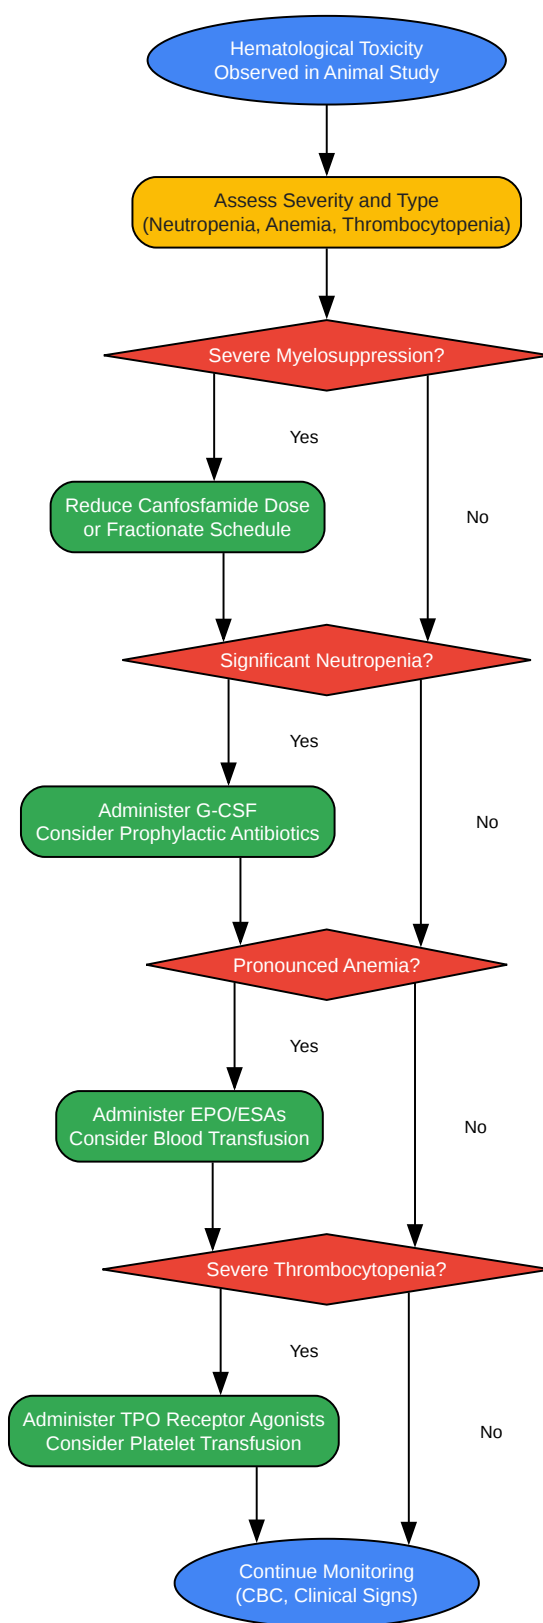 Hematological Toxicity
Observed in Animal Study
Assess Severity and Type
(Neutropenia, Anemia, Thrombocytopenia)
Severe Myelosuppression?
Yes
Reduce Canfosfamide Dose
or Fractionate Schedule
No
Significant Neutropenia?
Yes
Administer G-CSF
Consider Prophylactic Antibiotics
No
Pronounced Anemia?
Yes
Administer EPO/ESAs
Consider Blood Transfusion
No
Severe Thrombocytopenia?
Yes
Administer TPO Receptor Agonists
Consider Platelet Transfusion
No
Continue Monitoring
(CBC, Clinical Signs)